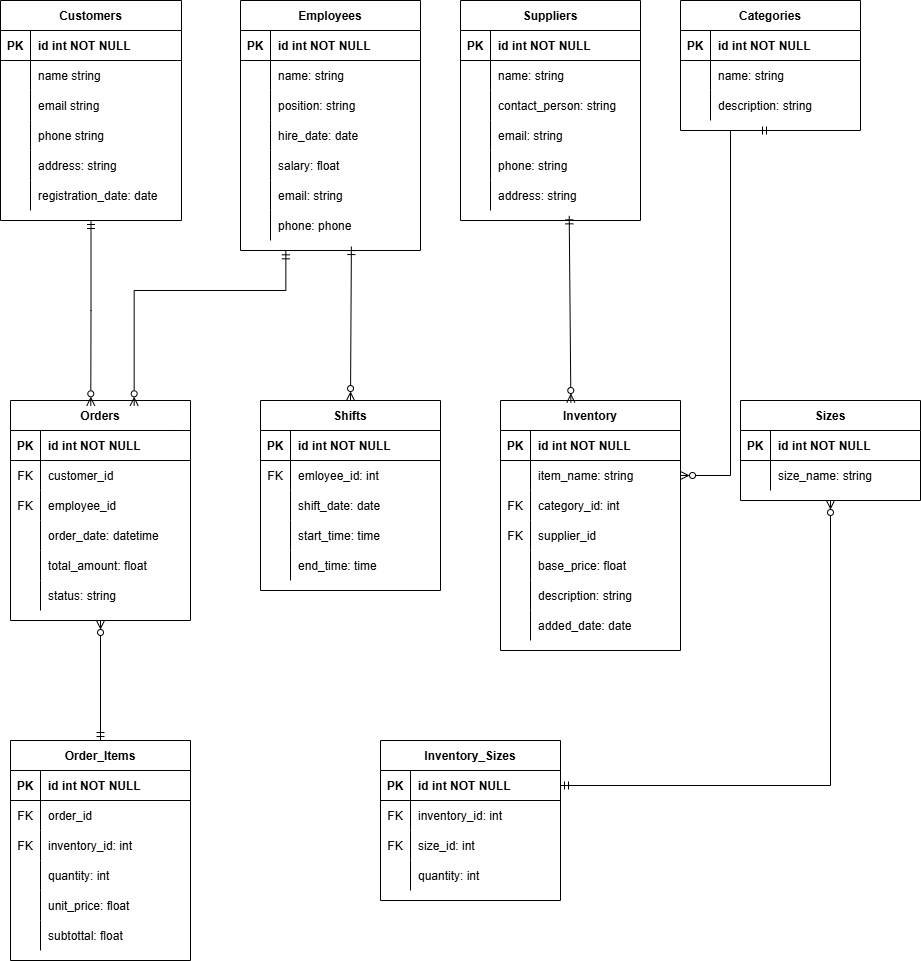 Customers
PK id int NOT NULL
name string
email string
phone string
address: string
registration_date: date
Employees
PK id int NOT NULL
name: string
position: string
hire_date: date
salary: float
email: string
phone: phone
Suppliers
PK id int NOT NULL
name: string
contact_person: string
email: string
phone: string
address: string
Categories
PK id int NOT NULL
name: string
description: string
Orders
PK id int NOT NULL
FK customer_id
FK employee_id
order_date: datetime
total_amount: float
status: string
Shifts
PK id int NOT NULL
FK emloyee_id: int
shift_date: date
start_time: time
end_time: time
Inventory
PK id int NOT NULL
item_name: string
FK category_id: int
FK supplier_id
base_price: float
description: string
added_date: date
Sizes
PK id int NOT NULL
size_name: string
Order_Items
PK id int NOT NULL
FK order_id
FK inventory_id: int
quantity: int
unit_price: float
subtottal: float
Inventory_Sizes
PK id int NOT NULL
FK inventory_id: int
FK size_id: int
quantity: int